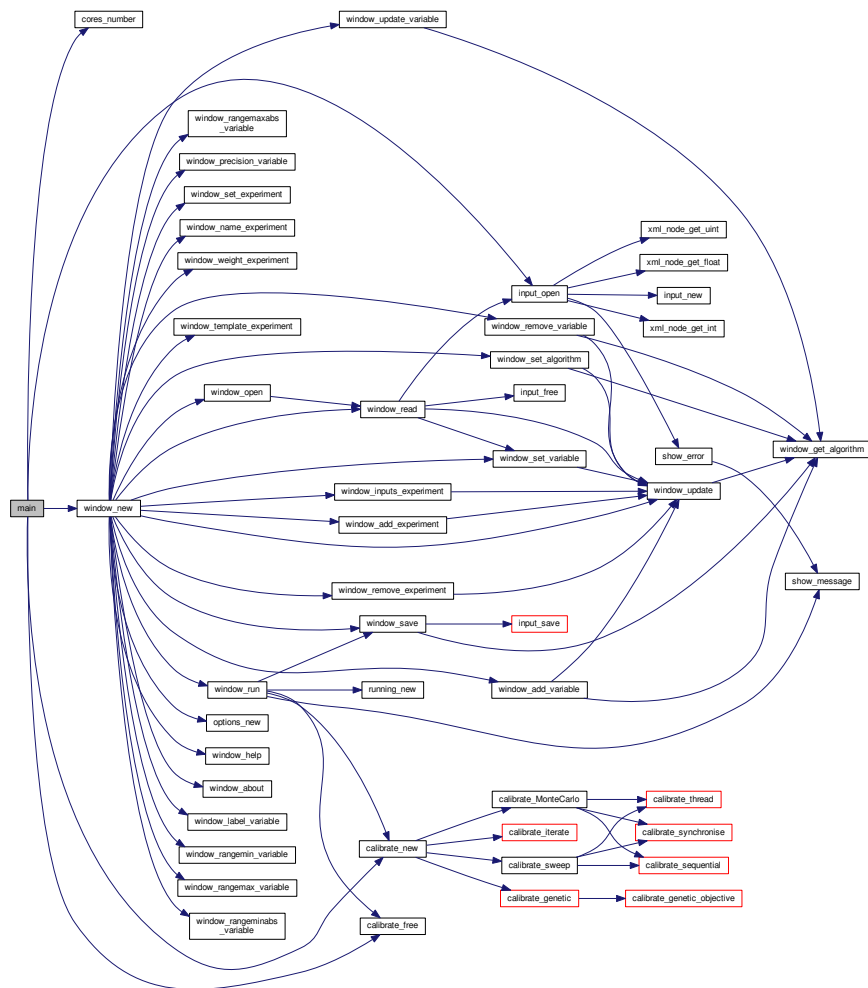 cores_number
window_update_variable
window_rangemaxabs
_variable
window_precision_variable
window_set_experiment
window_name_experiment
xml_node_get_uint
window_weight_experiment
xml_node_get_float
input_open
input_new
window_template_experiment
window_remove_variable
xml_node_get_int
window_set_algorithm
window_open
input_free
window_read
window_get_algorithm
window_set_variable
show_error
window_inputs_experiment
window_update
main
window_new
window_add_experiment
show_message
window_remove_experiment
window_save
input_save
window_run
running_new
window_add_variable
options_new
window_help
window_about
calibrate_MonteCarlo
calibrate_thread
window_label_variable
calibrate_iterate
calibrate_synchronise
calibrate_new
window_rangemin_variable
calibrate_sweep
calibrate_sequential
window_rangemax_variable
calibrate_genetic
calibrate_genetic_objective
window_rangeminabs
_variable
calibrate_free